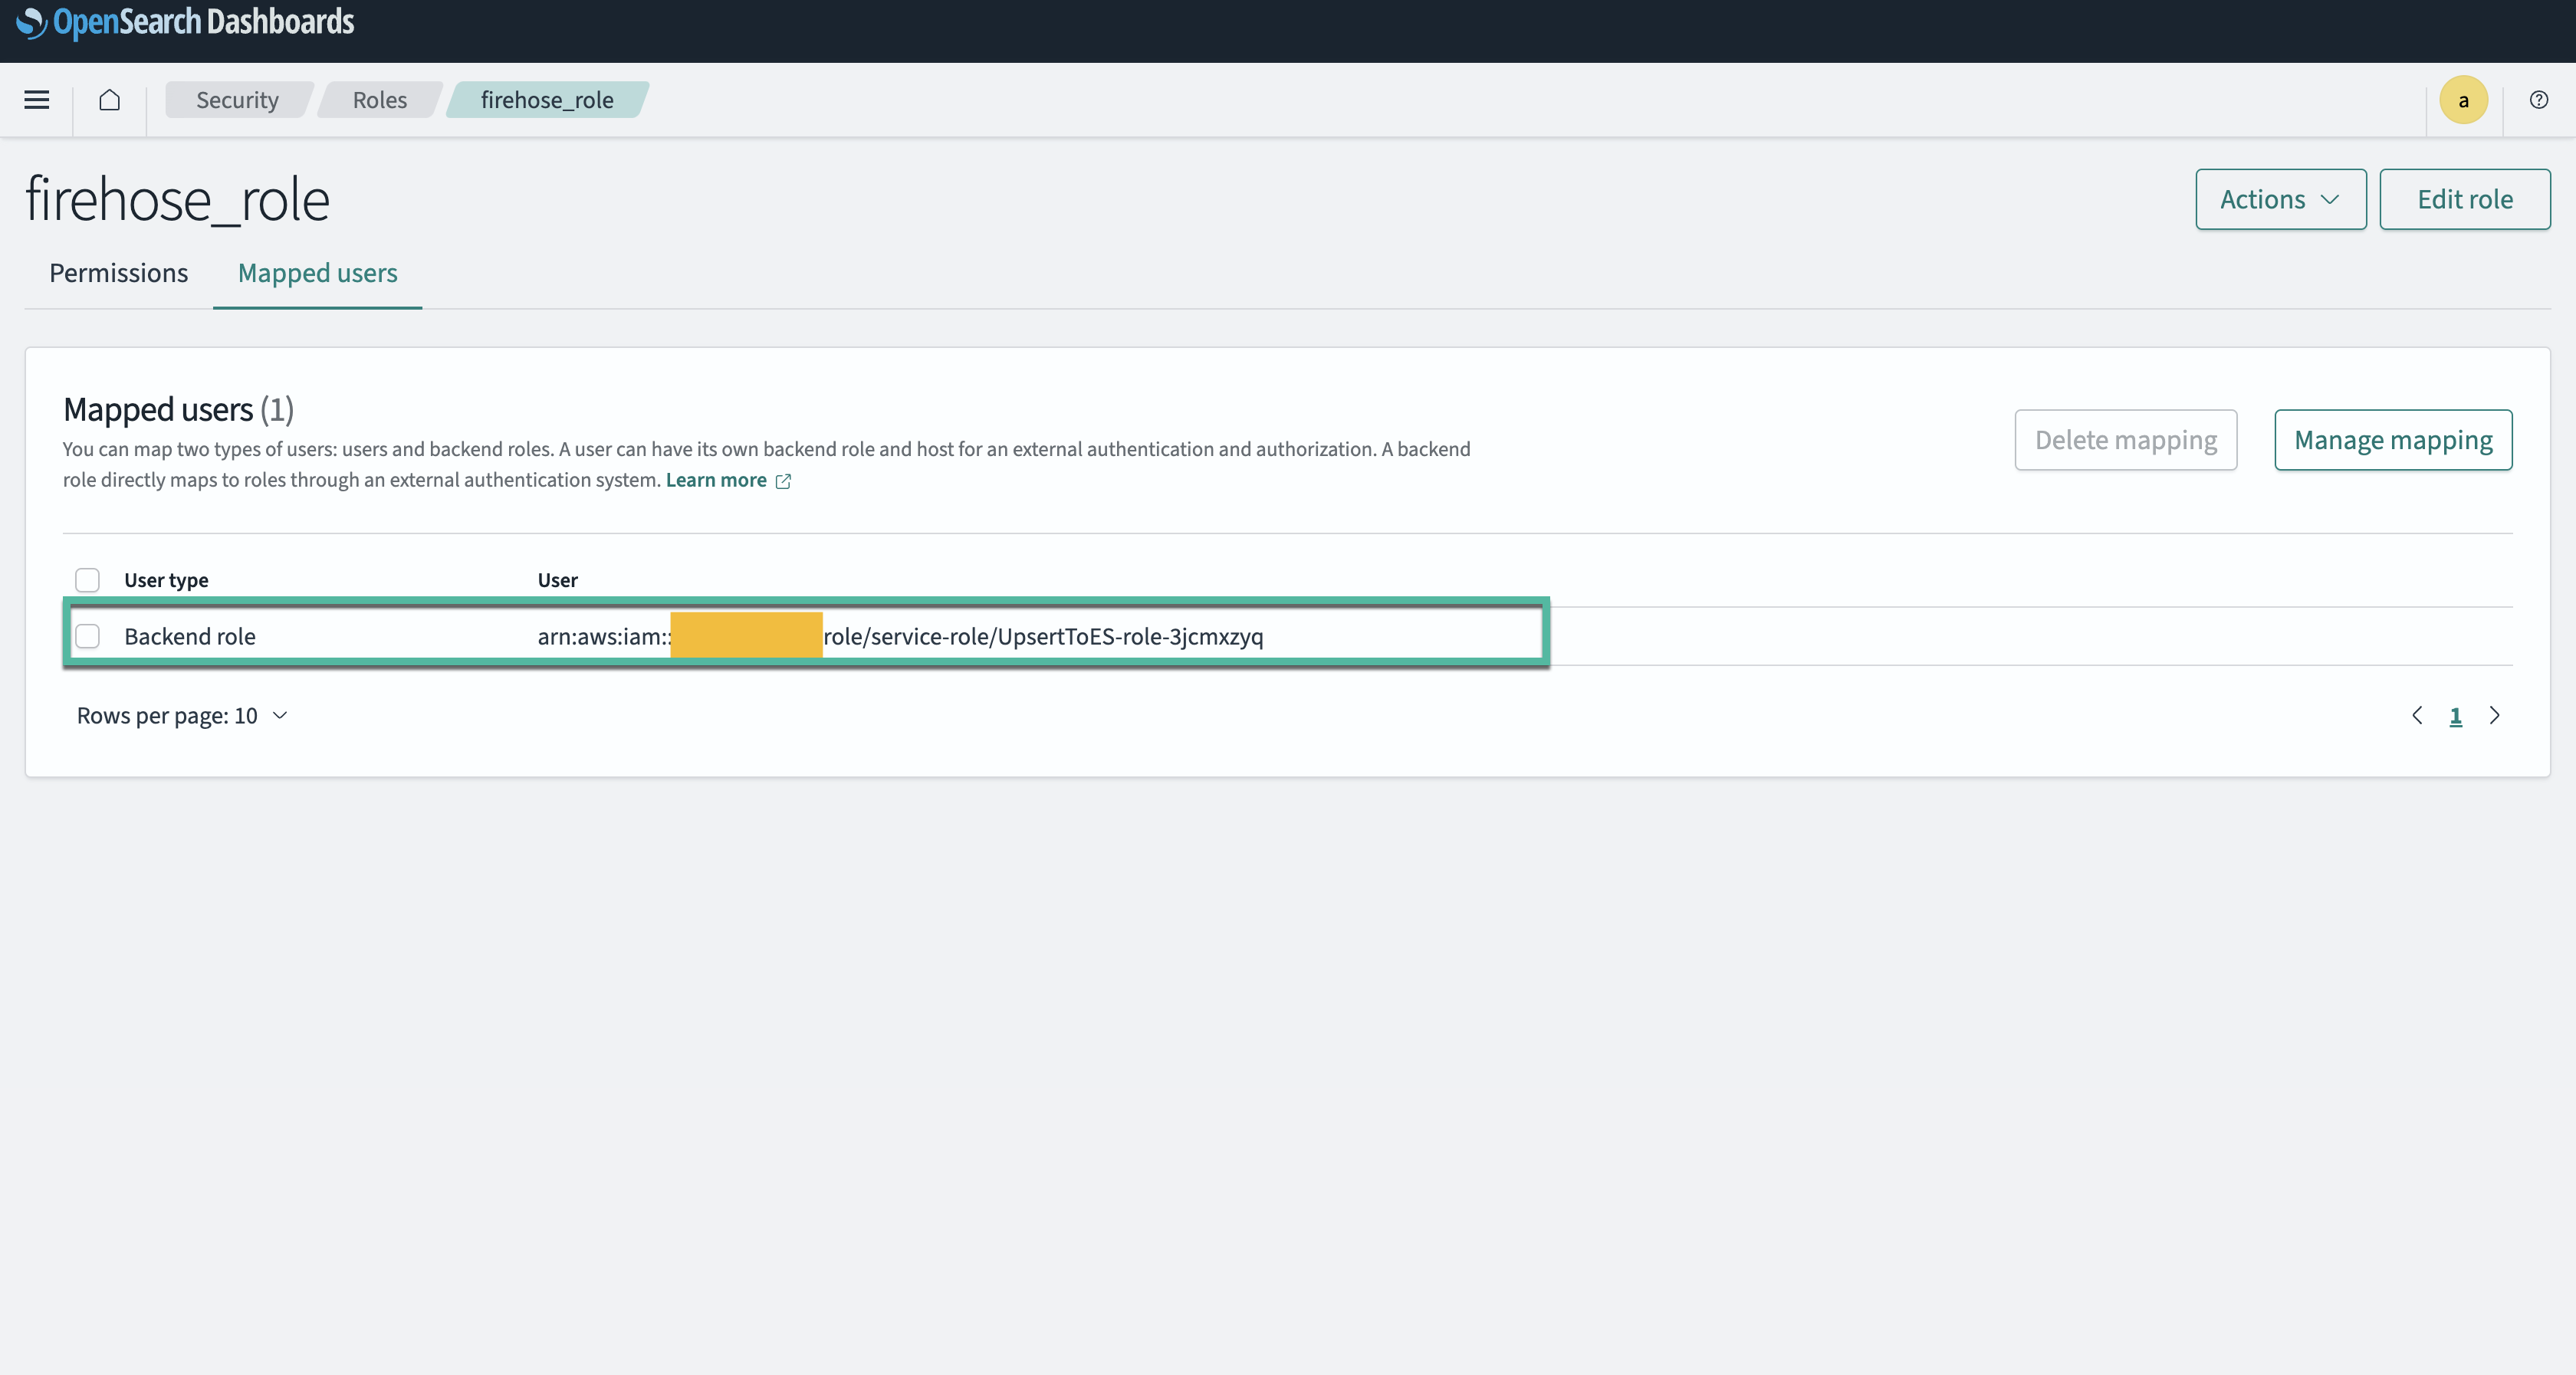 OpenSearch Dashboards
Security Roles firehose_role a
firehose_role
Actions Edit role
Permissions Mapped users
Mapped users (1)
You can map two types of users: users and backend roles. A user can have its own backend role and host for an external authentication and authorization. A backend
role directly maps to roles through an external authentication system. Learn more
Delete mapping Manage mapping
User type User
Backend role arn:aws:iam:: role/service-role/UpsertToES-role-3jcmxzyq
Rows per page: 10 1